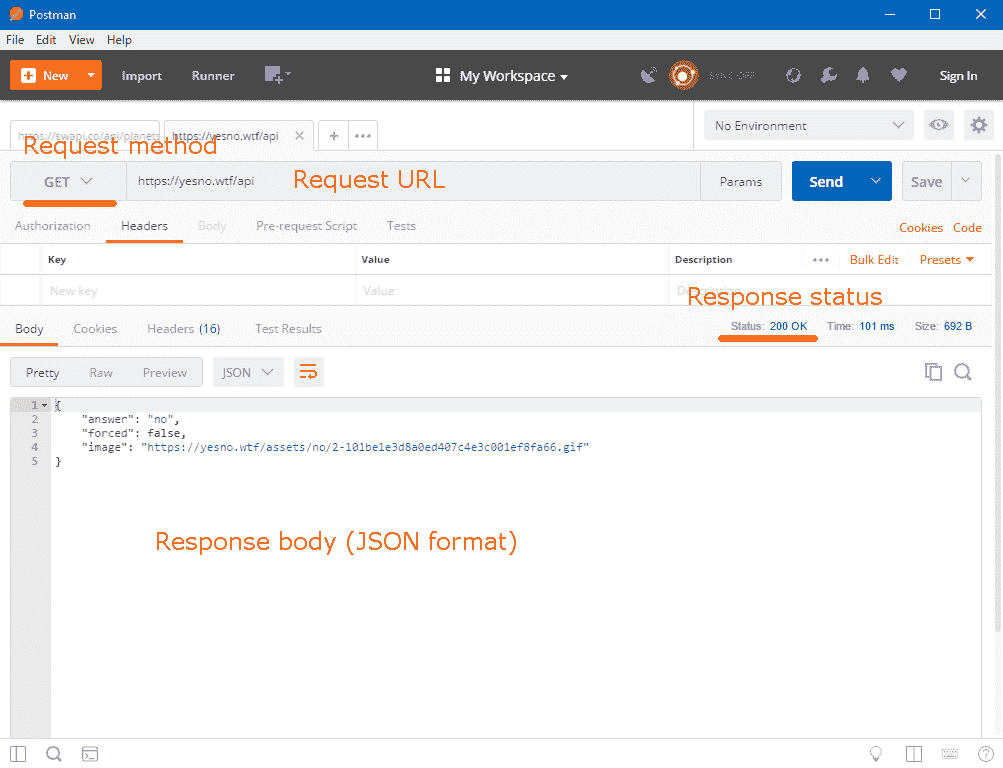 Postman
File Edit View Help
New Import Runner My Workspace SYNC OFF Sign In
https://swapi.co/api/planets https://yesno.wtf/api No Environment
Request method
GET https://yesno.wtf/api Request URL Params Send Save
Authorization Headers Body Pre-request Script Tests Cookies Code
Key Value Description Bulk Edit Presets
New key Value Description
Response status
Body Cookies Headers (16) Test Results Status: 200 OK Time: 101 ms Size: 692 B
Pretty Raw Preview JSON
1 {
2 "answer": "no",
3 "forced": false,
4 "image": "https://yesno.wtf/assets/no/2-101be1e3d8a0ed407c4e3c001ef8fa66.gif"
5 }
Response body (JSON format)